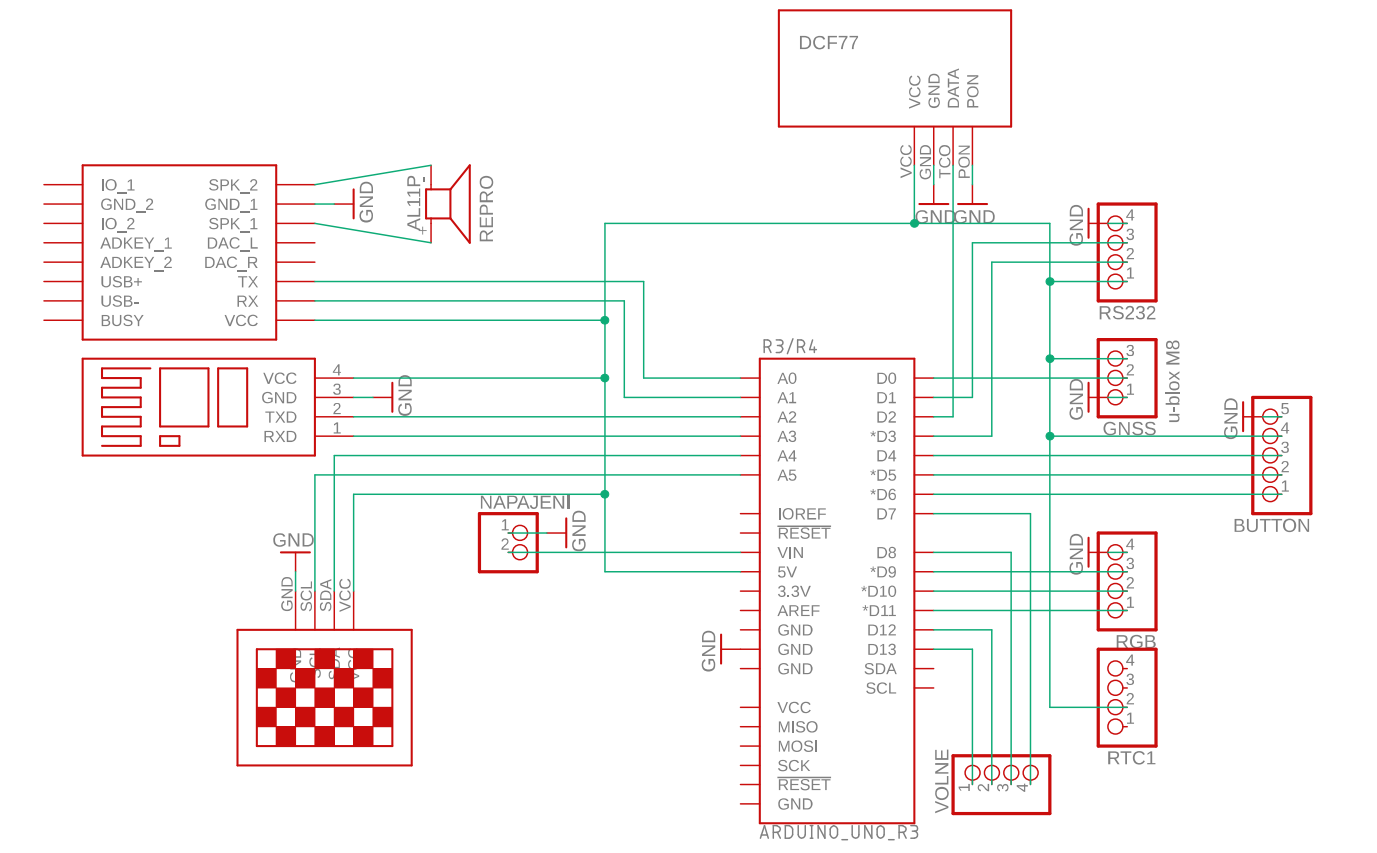 DCF77
VCC
GND
DATA
PON
VCC
GND
TCO
PON
GND
GND
IO_1
GND_2
IO_2
ADKEY_1
ADKEY_2
USB+
USB-
BUSY
SPK_2
GND_1
SPK_1
DAC_L
DAC_R
TX
RX
VCC
GND
AL11P
-
+
REPRO
VCC
GND
TXD
RXD
4
3
2
1
GND
NAPAJENI
1
2
GND
GND
GND
SCL
SDA
VCC
GND
SCL
SDA
VCC
R3/R4
A0
A1
A2
A3
A4
A5
IOREF
RESET
VIN
5V
3.3V
AREF
GND
GND
GND
VCC
MISO
MOSI
SCK
RESET
GND
GND
D0
D1
D2
*D3
D4
*D5
*D6
D7
D8
*D9
*D10
*D11
D12
D13
SDA
SCL
ARDUINO_UNO_R3
GND
4
3
2
1
RS232
3
2
1
GND
GNSS
u-blox M8
GND
5
4
3
2
1
BUTTON
GND
4
3
2
1
RGB
4
3
2
1
RTC1
VOLNE
1
2
3
4